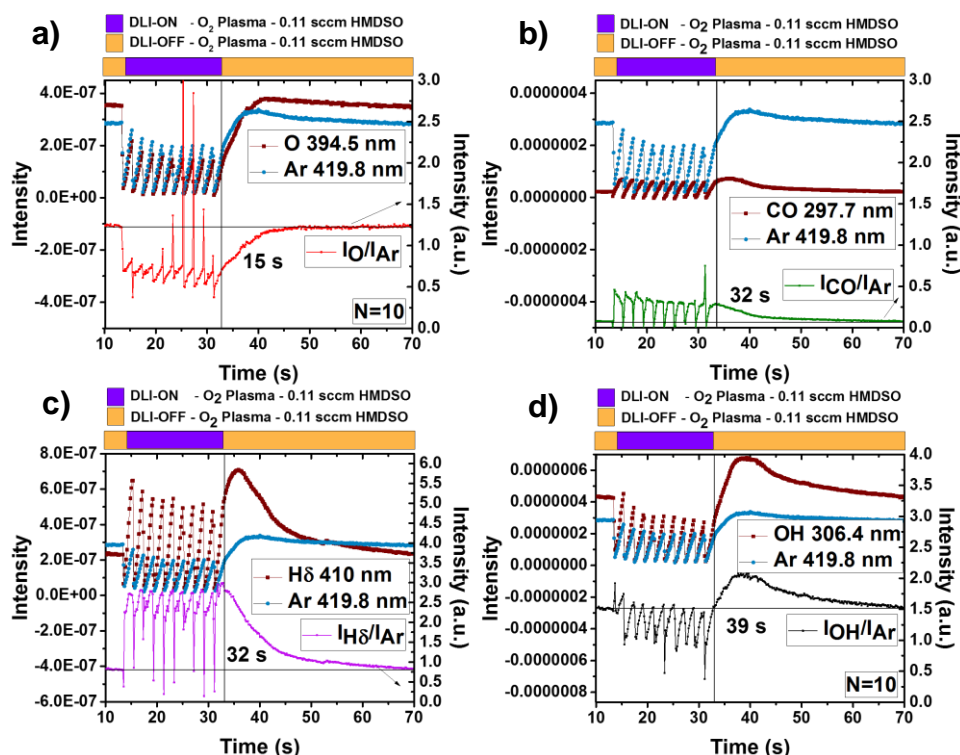 a)
DLI-ON - O2 Plasma - 0.11 sccm HMDSO
DLI-OFF - O2 Plasma - 0.11 sccm HMDSO
4.0E-07
2.0E-07
0.0E+00
-2.0E-07
-4.0E-07
Intensity
3.0
2.5
2.0
1.5
1.0
0.5
0.0
Intensity (a.u.)
O 394.5 nm
Ar 419.8 nm
IO/IAr
15 s
N=10
10 20 30 40 50 60 70
Time (s)
b)
DLI-ON - O2 Plasma - 0.11 sccm HMDSO
DLI-OFF - O2 Plasma - 0.11 sccm HMDSO
0.0000004
0.0000002
0.0000000
-0.0000002
-0.0000004
Intensity
3.0
2.5
2.0
1.5
1.0
0.5
0.0
Intensity (a.u.)
CO 297.7 nm
Ar 419.8 nm
ICO/IAr
32 s
10 20 30 40 50 60 70
Time (s)
c)
DLI-ON - O2 Plasma - 0.11 sccm HMDSO
DLI-OFF - O2 Plasma - 0.11 sccm HMDSO
8.0E-07
6.0E-07
4.0E-07
2.0E-07
0.0E+00
-2.0E-07
-4.0E-07
-6.0E-07
Intensity
6.0
5.5
5.0
4.5
4.0
3.5
3.0
2.5
2.0
1.5
1.0
0.5
0.0
Intensity (a.u.)
Hδ 410 nm
Ar 419.8 nm
IHδ/IAr
32 s
10 20 30 40 50 60 70
Time (s)
d)
DLI-ON - O2 Plasma - 0.11 sccm HMDSO
DLI-OFF - O2 Plasma - 0.11 sccm HMDSO
0.0000006
0.0000004
0.0000002
0.0000000
-0.0000002
-0.0000004
-0.0000006
-0.0000008
Intensity
4.0
3.5
3.0
2.5
2.0
1.5
1.0
0.5
0.0
Intensity (a.u.)
OH 306.4 nm
Ar 419.8 nm
IOH/IAr
39 s
N=10
10 20 30 40 50 60 70
Time (s)